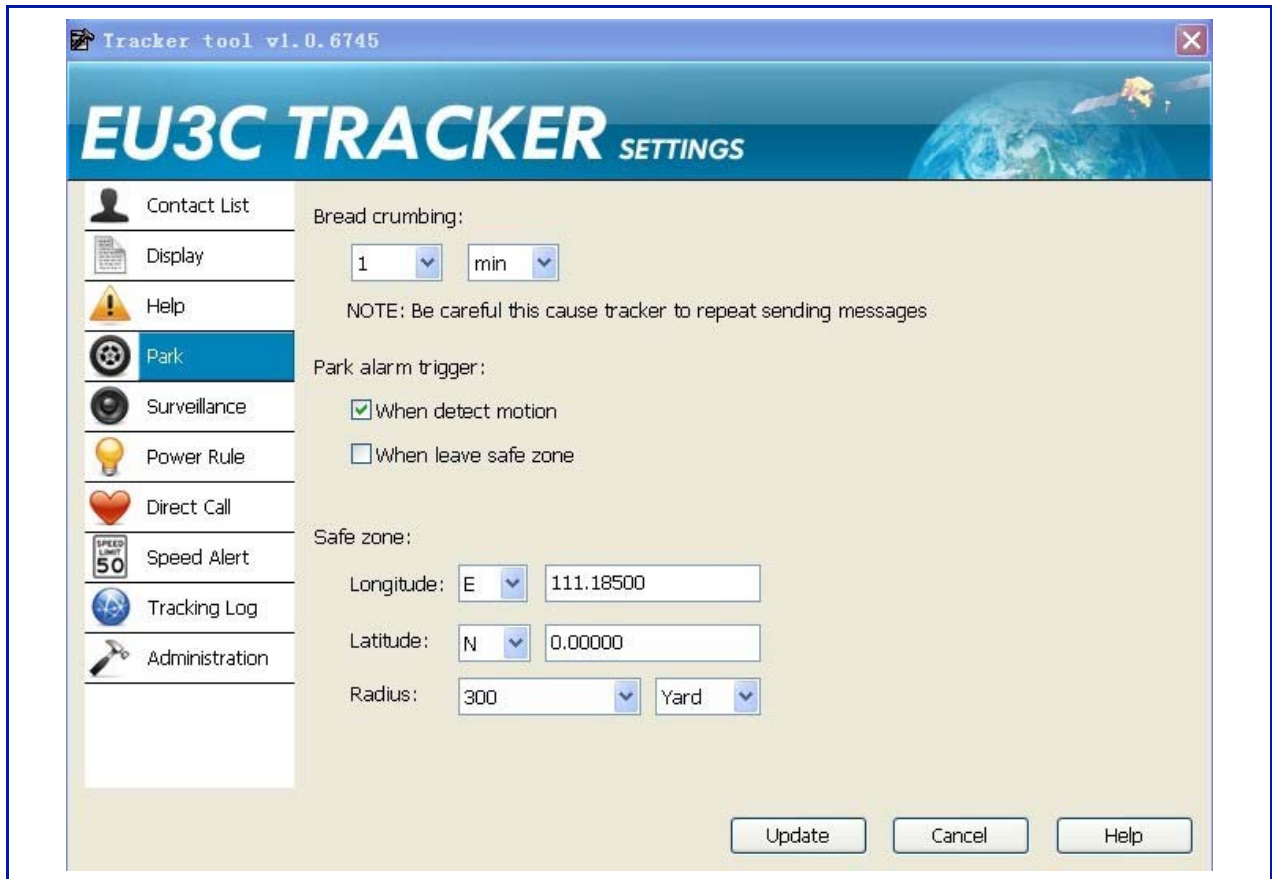 Tracker tool v1.0.6745
EU3C TRACKER SETTINGS
Contact List
Display
Help
Park
Surveillance
Power Rule
Direct Call
SPEED LIMIT 50
Speed Alert
Tracking Log
Administration
Bread crumbing:
1 min
NOTE: Be careful this cause tracker to repeat sending messages
Park alarm trigger:
When detect motion
When leave safe zone
Safe zone:
Longitude: E 111.18500
Latitude: N 0.00000
Radius: 300 Yard
Update Cancel Help